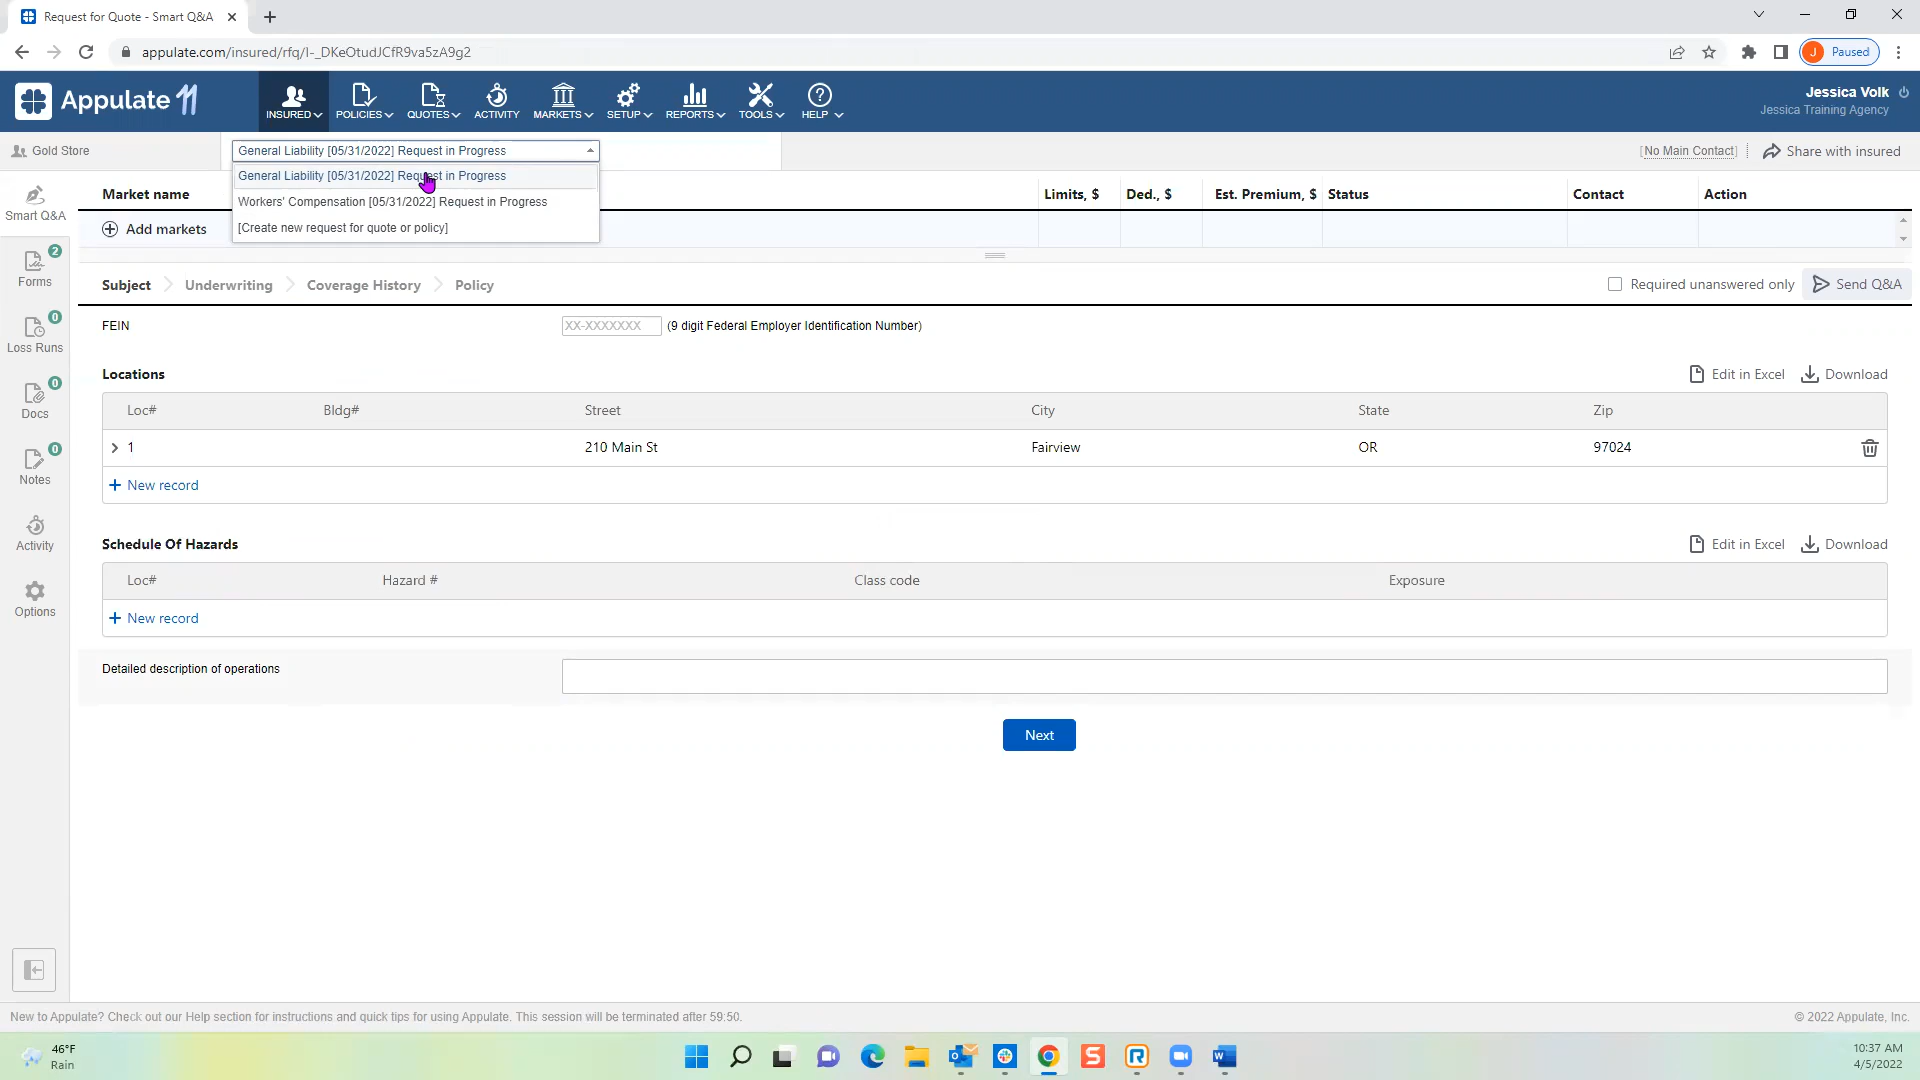 Request for Quote - Smart Q&A
appulate.com/insured/rfq/I-_DKeOtudJCfR9va5zA9g2
J Paused
Appulate 11
INSURED POLICIES QUOTES ACTIVITY MARKETS SETUP REPORTS TOOLS HELP
Jessica Volk
Jessica Training Agency
Gold Store
General Liability [05/31/2022] Request in Progress
[No Main Contact]
Share with insured
General Liability [05/31/2022] Request in Progress
Workers' Compensation [05/31/2022] Request in Progress
[Create new request for quote or policy]
Market name Limits, $ Ded., $ Est. Premium, $ Status Contact Action
Add markets
Smart Q&A
2
Forms
0
Loss Runs
0
Docs
0
Notes
Activity
Options
Subject Underwriting Coverage History Policy
Required unanswered only
Send Q&A
FEIN XX-XXXXXXX (9 digit Federal Employer Identification Number)
Locations Edit in Excel Download
Loc# Bldg# Street City State Zip
1 210 Main St Fairview OR 97024
+ New record
Schedule Of Hazards Edit in Excel Download
Loc# Hazard # Class code Exposure
+ New record
Detailed description of operations
Next
New to Appulate? Check out our Help section for instructions and quick tips for using Appulate. This session will be terminated after 59:50.
© 2022 Appulate, Inc.
46°F
Rain
10:37 AM
4/5/2022